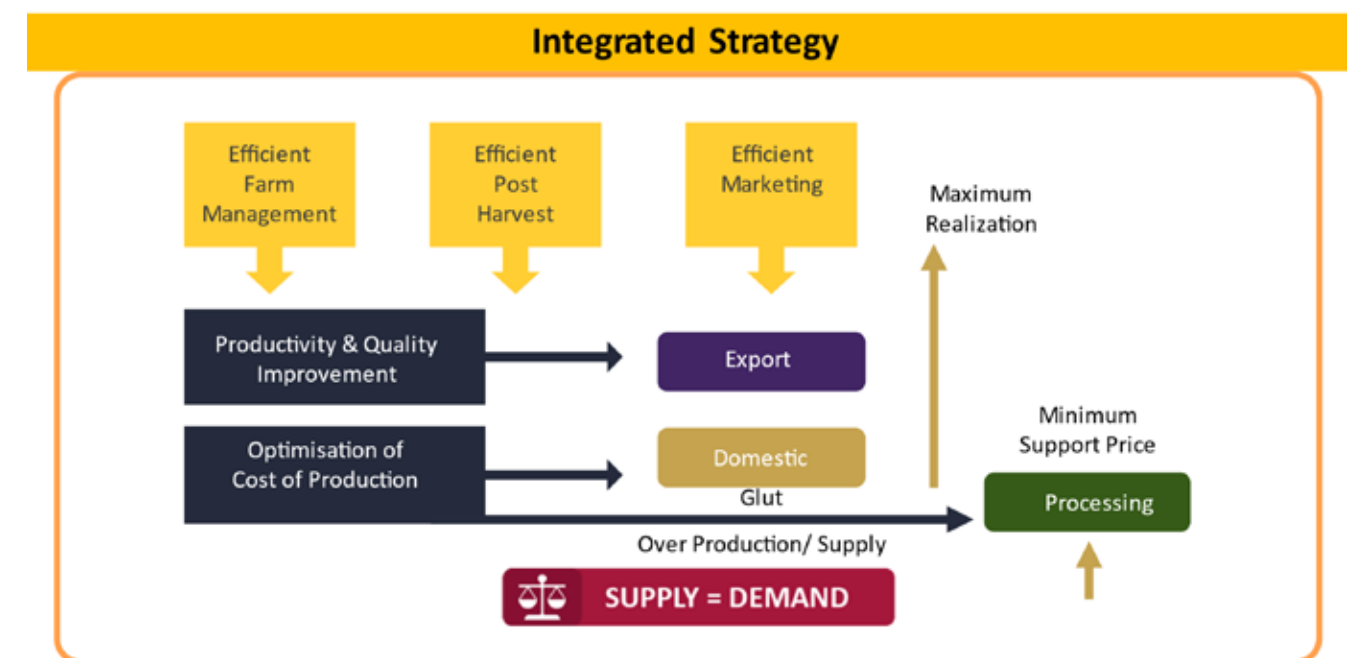 Integrated Strategy
Efficient
Farm
Management
Efficient
Post
Harvest
Efficient
Marketing
Maximum
Realization
Productivity & Quality
Improvement
Export
Minimum
Support Price
Optimisation of
Cost of Production
Domestic
Glut
Processing
Over Production/ Supply
SUPPLY = DEMAND